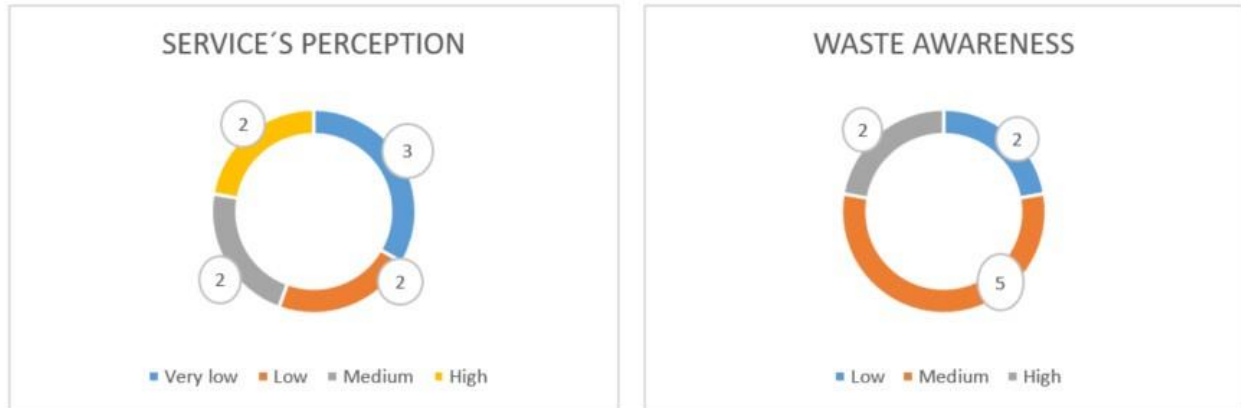 SERVICE´S PERCEPTION
2
3
2
2
Very low Low Medium High
WASTE AWARENESS
2
2
5
Low Medium High